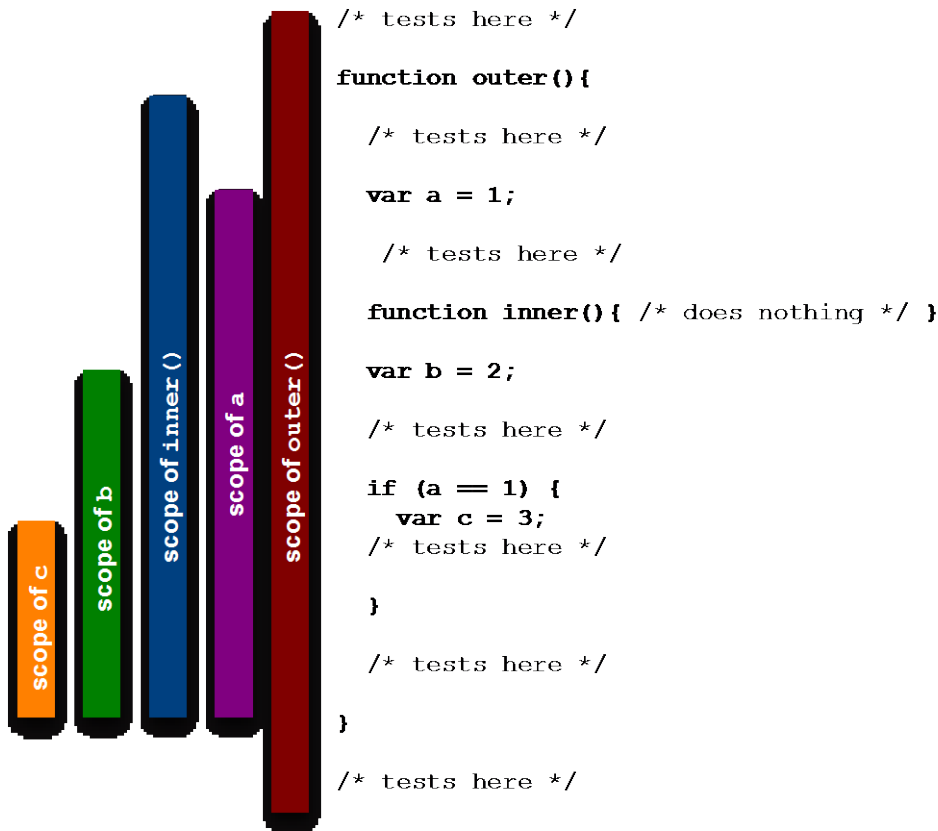 /* tests here */
function outer(){
/* tests here */
var a = 1;
/* tests here */
function inner(){ /* does nothing */ }
var b = 2;
/* tests here */
if (a == 1) {
var c = 3;
/* tests here */
}
/* tests here */
}
/* tests here */
scope of c
scope of b
scope of inner()
scope of a
scope of outer()